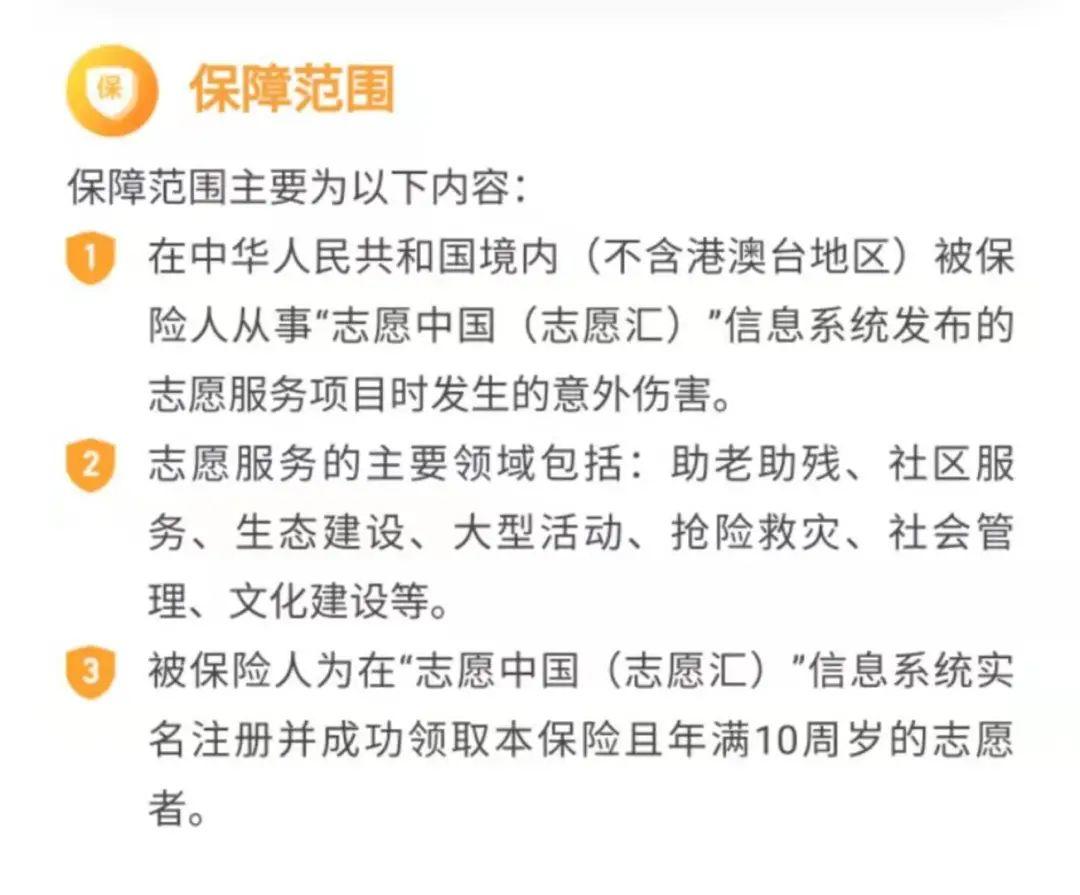 保
保障范围
保障范围主要为以下内容：
1 在中华人民共和国境内（不含港澳台地区）被保
险人从事“志愿中国（志愿汇）”信息系统发布的
志愿服务项目时发生的意外伤害。
2 志愿服务的主要领域包括：助老助残、社区服
务、生态建设、大型活动、抢险救灾、社会管
理、文化建设等。
3 被保险人为在“志愿中国（志愿汇）”信息系统实
名注册并成功领取本保险且年满10周岁的志愿
者。